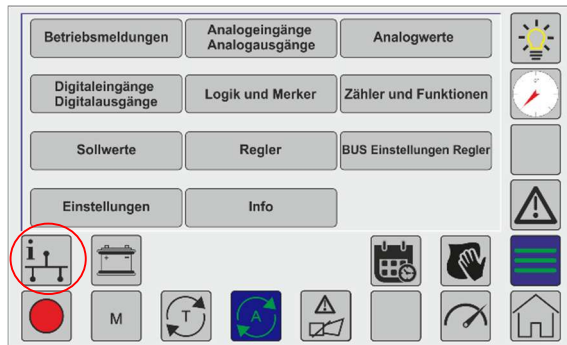 Betriebsmeldungen
Analogeingänge
Analogausgänge
Analogwerte
Digitaleingänge
Digitalausgänge
Logik und Merker
Zähler und Funktionen
Sollwerte
Regler
BUS Einstellungen Regler
Einstellungen
Info
i
M
T
A